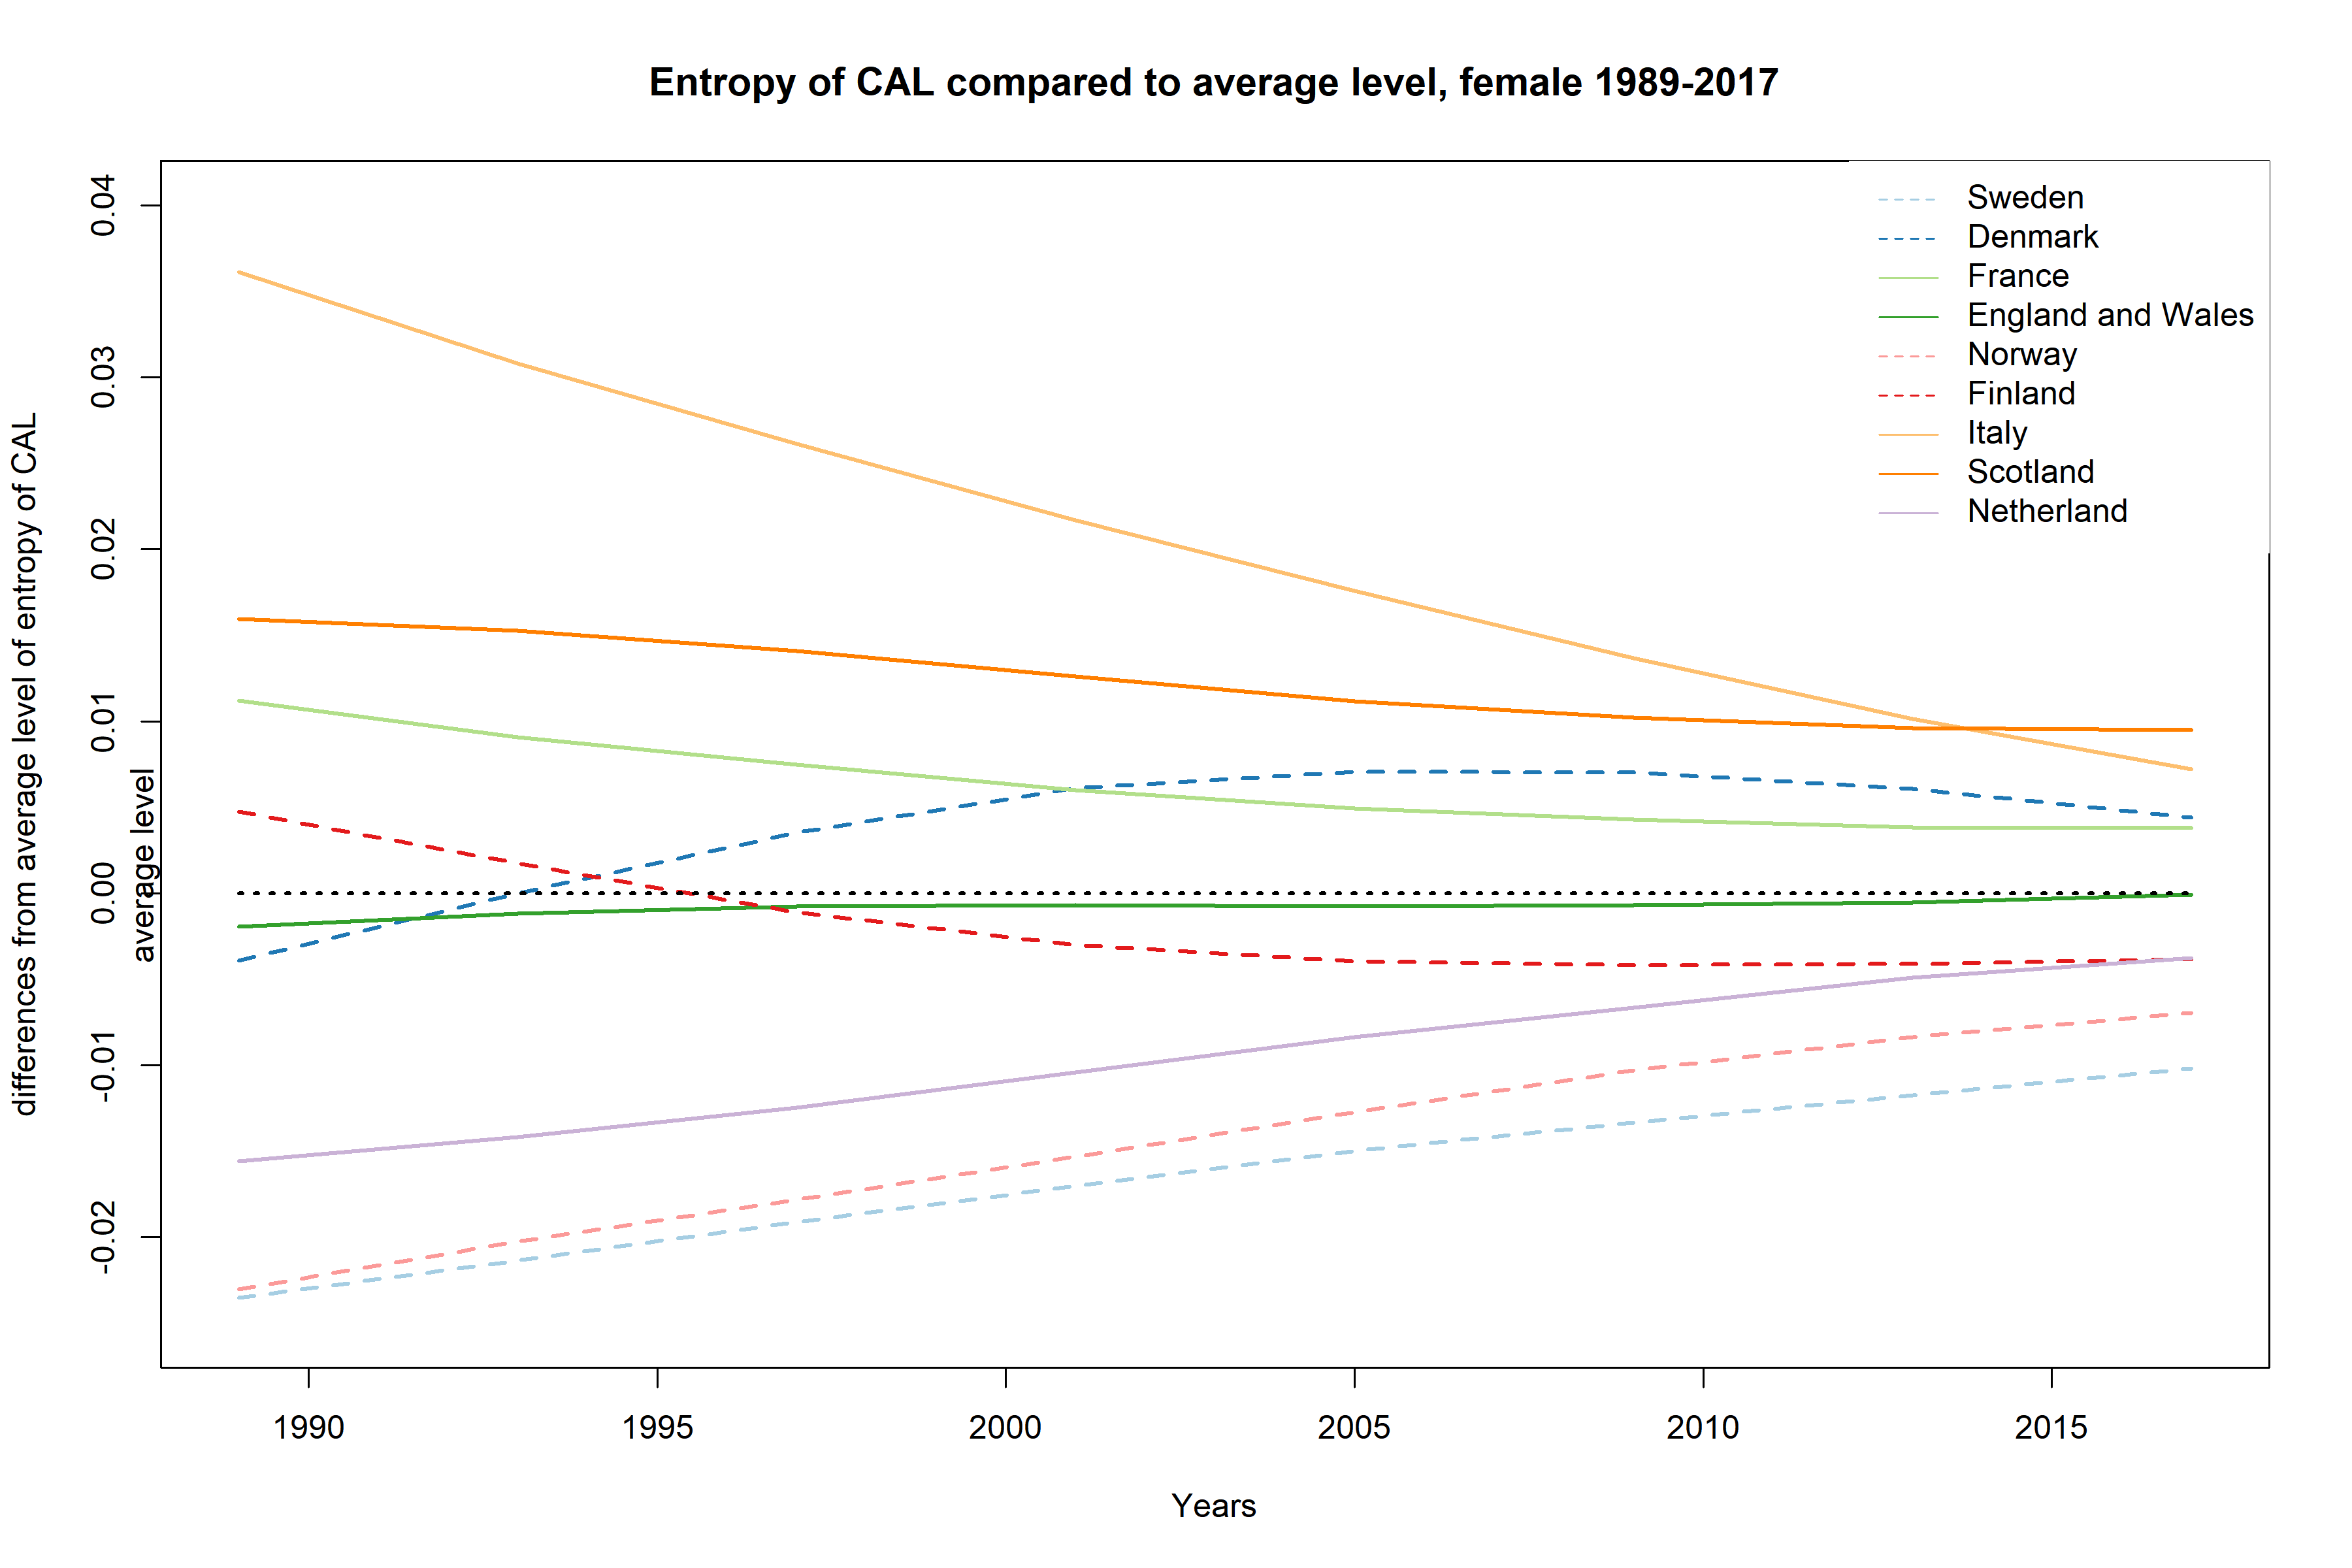 Entropy of CAL compared to average level, female 1989-2017
differences from average level of entropy of CAL
average level
0.04
0.03
0.02
0.01
0.00
-0.01
-0.02
Sweden
Denmark
France
England and Wales
Norway
Finland
Italy
Scotland
Netherland
1990
1995
2000
2005
2010
2015
Years